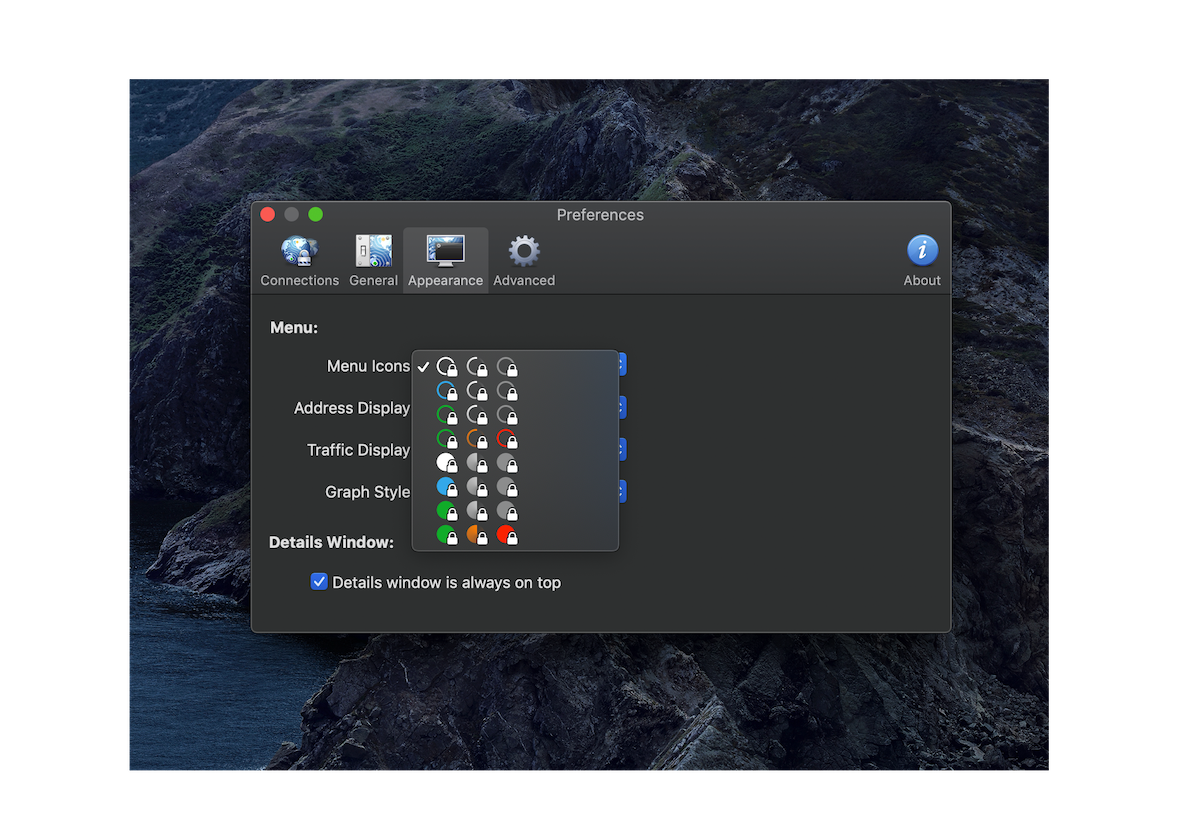 Preferences
Connections General Appearance Advanced About
Menu:
Menu Icons
Address Display
Traffic Display
Graph Style
Details Window:
Details window is always on top